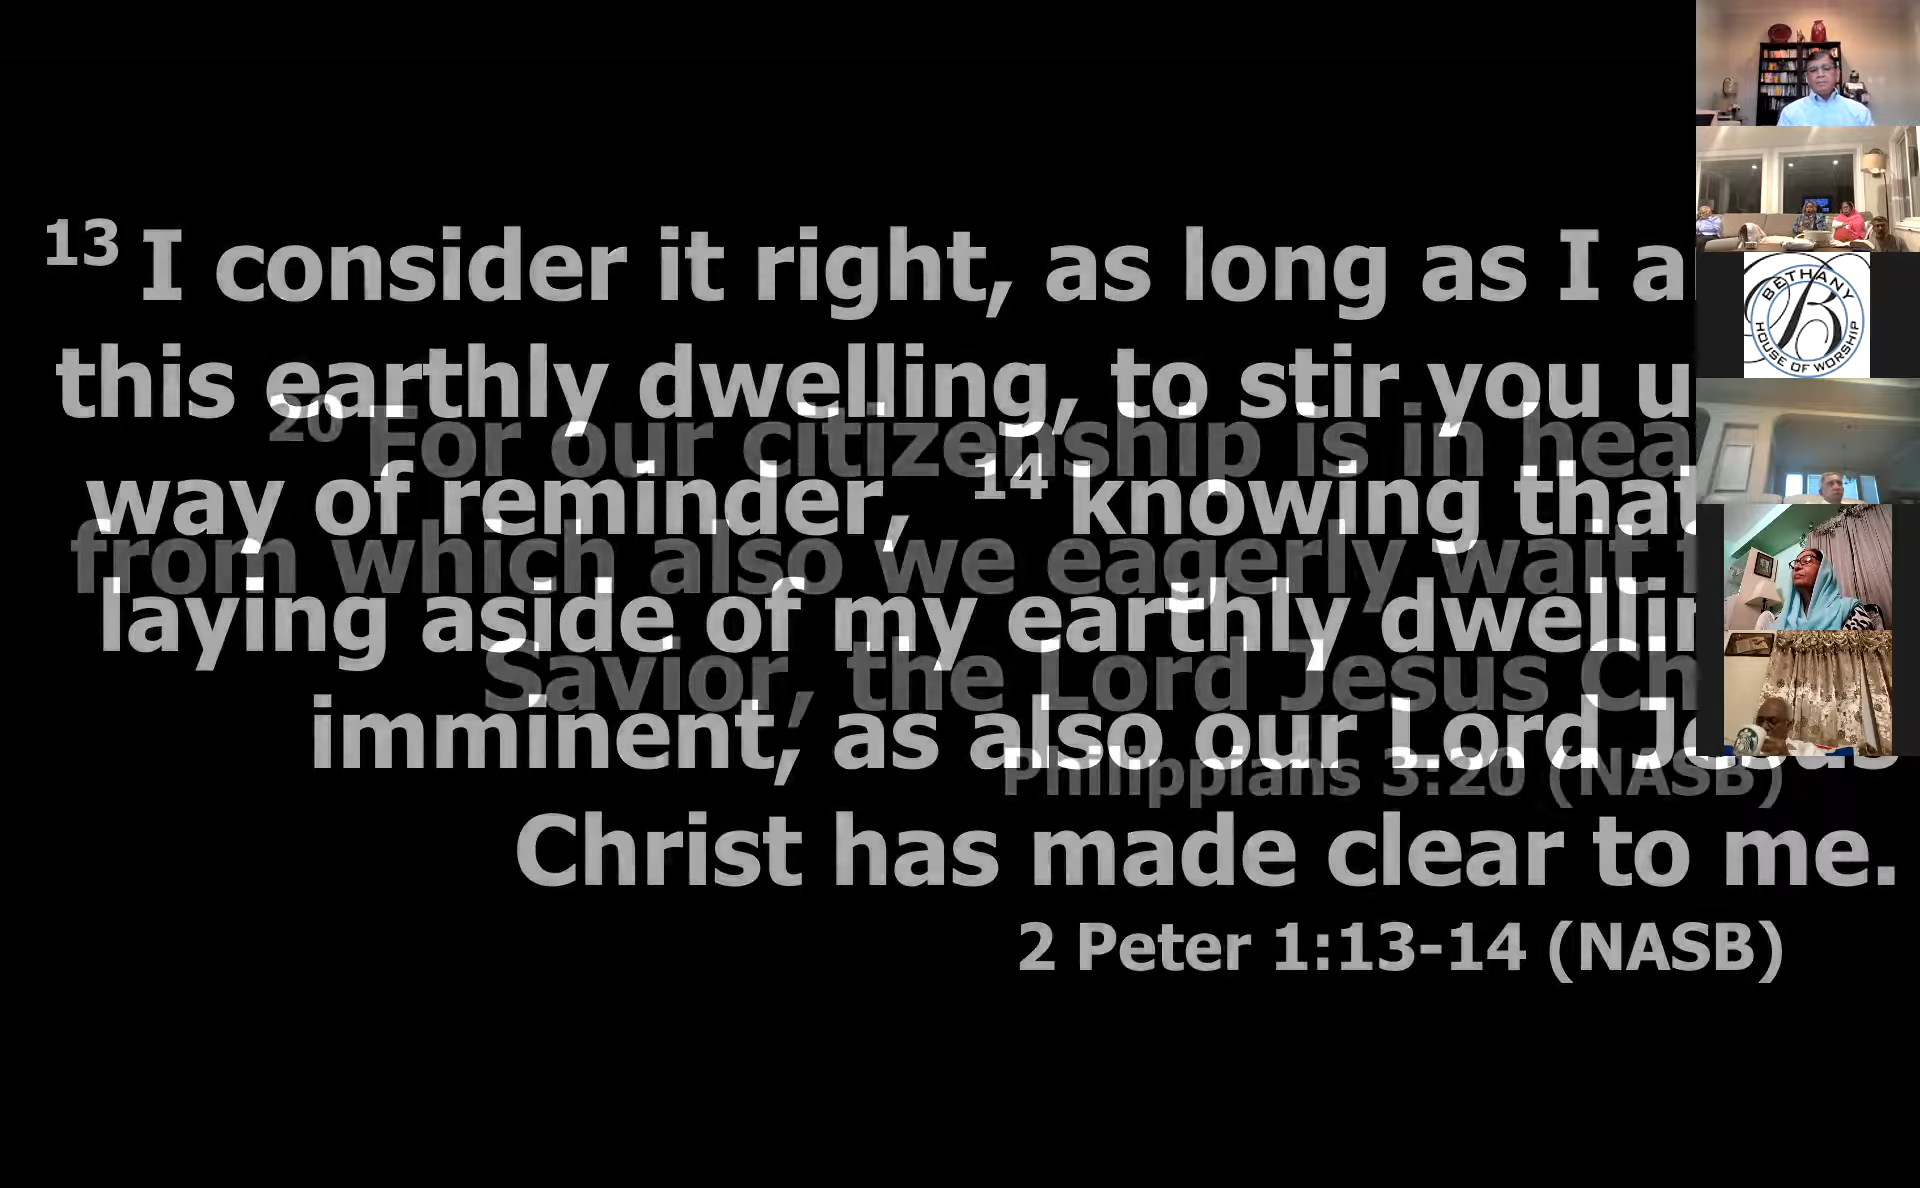 13 I consider it right, as long as I a
this earthly dwelling, to stir you u
way of reminder, 14 knowing that
laying aside of my earthly dwellin
imminent, as also our Lord Jesus
Christ has made clear to me.
2 Peter 1:13-14 (NASB)
20 For our citizenship is in hea
from which also we eagerly wait f
Savior, the Lord Jesus Ch
Philippians 3:20 (NASB)
BETHANY
B
HOUSE OF WORSHIP